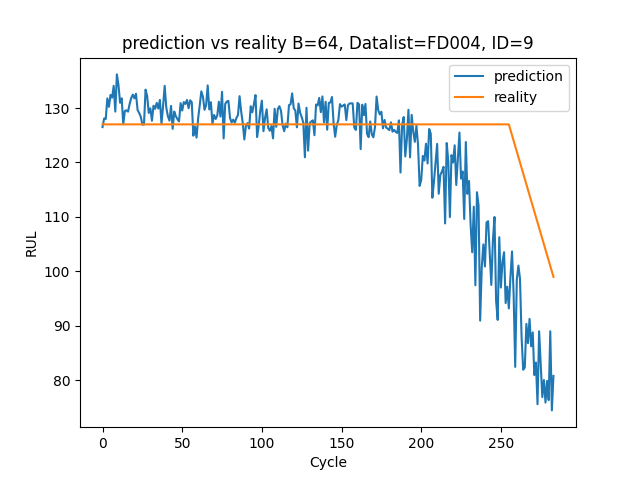 prediction vs reality B=64, Datalist=FD004, ID=9
prediction
reality
130
120
110
100
90
80
RUL
0 50 100 150 200 250
Cycle